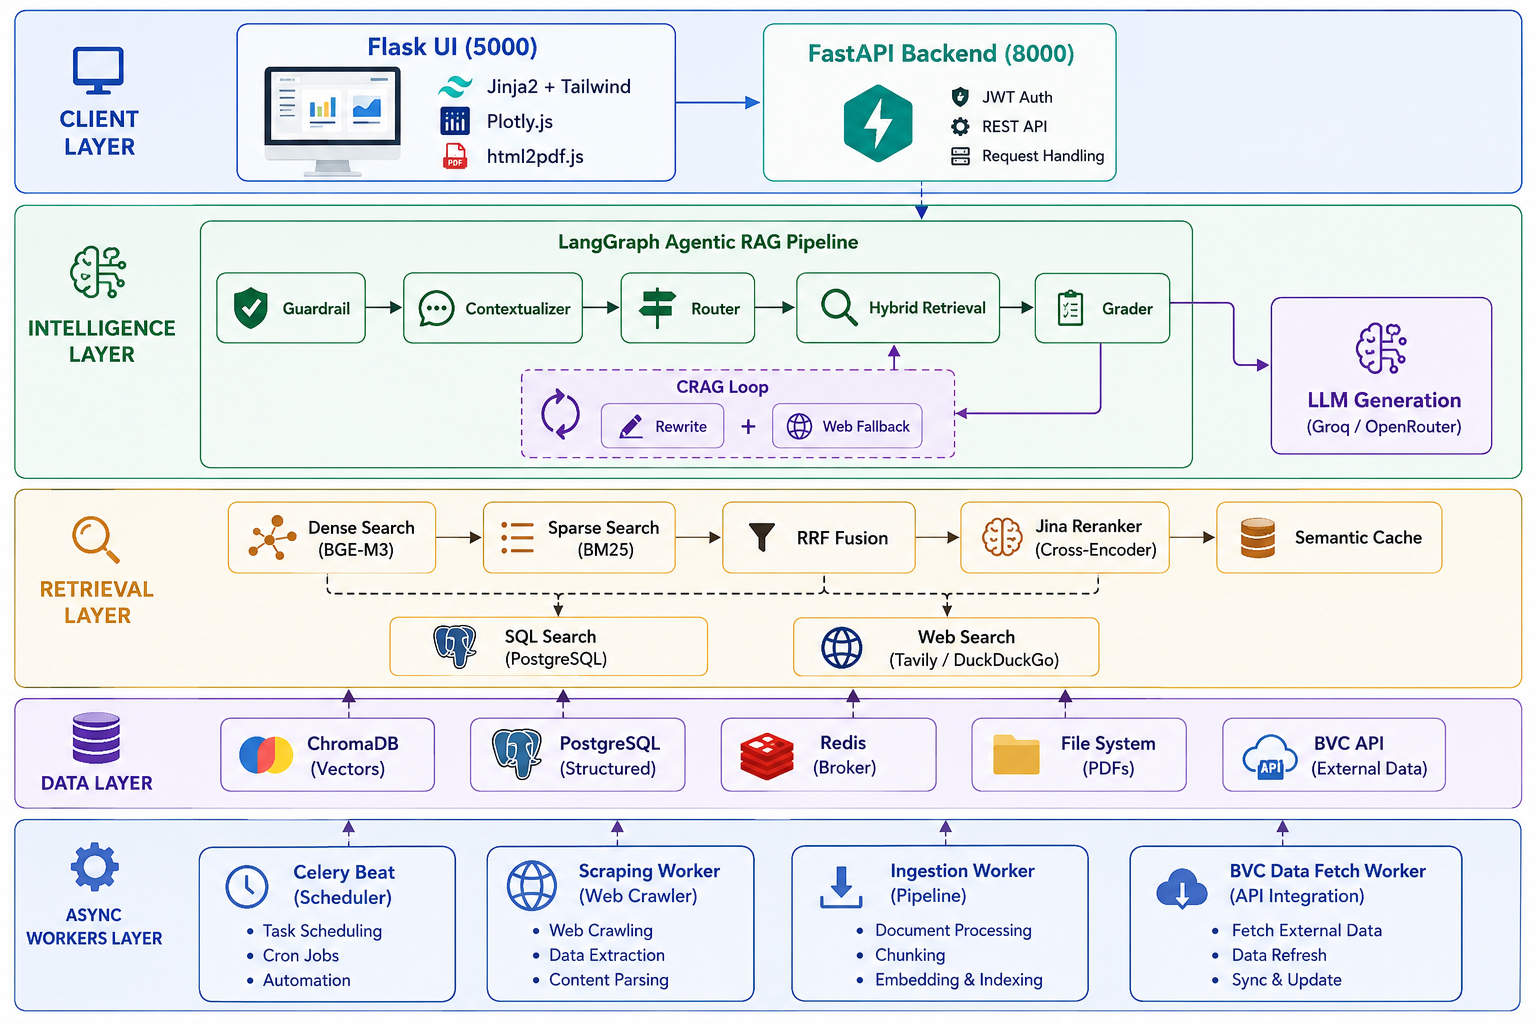 CLIENT
LAYER
Flask UI (5000)
Jinja2 + Tailwind
Plotly.js
PDF
html2pdf.js
FastAPI Backend (8000)
JWT Auth
REST API
Request Handling
INTELLIGENCE
LAYER
LangGraph Agentic RAG Pipeline
Guardrail
Contextualizer
Router
Hybrid Retrieval
Grader
CRAG Loop
Rewrite
+
Web Fallback
LLM Generation
(Groq / OpenRouter)
RETRIEVAL
LAYER
Dense Search
(BGE-M3)
Sparse Search
(BM25)
RRF Fusion
Jina Reranker
(Cross-Encoder)
Semantic Cache
SQL Search
(PostgreSQL)
Web Search
(Tavily / DuckDuckGo)
DATA LAYER
ChromaDB
(Vectors)
PostgreSQL
(Structured)
Redis
(Broker)
File System
(PDFs)
API
BVC API
(External Data)
ASYNC
WORKERS LAYER
Celery Beat
(Scheduler)
• Task Scheduling
• Cron Jobs
• Automation
Scraping Worker
(Web Crawler)
• Web Crawling
• Data Extraction
• Content Parsing
Ingestion Worker
(Pipeline)
• Document Processing
• Chunking
• Embedding & Indexing
BVC Data Fetch Worker
(API Integration)
• Fetch External Data
• Data Refresh
• Sync & Update